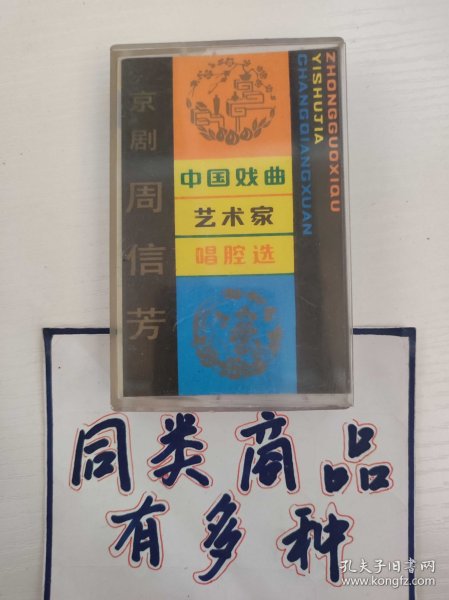 京剧周信芳
中国戏曲
艺术家
唱腔选
ZHONGGUOXIQU
YISHUJIA
CHANGQIANGXUAN
同类商品
有多种
孔夫子旧书网
www.kongfz.com